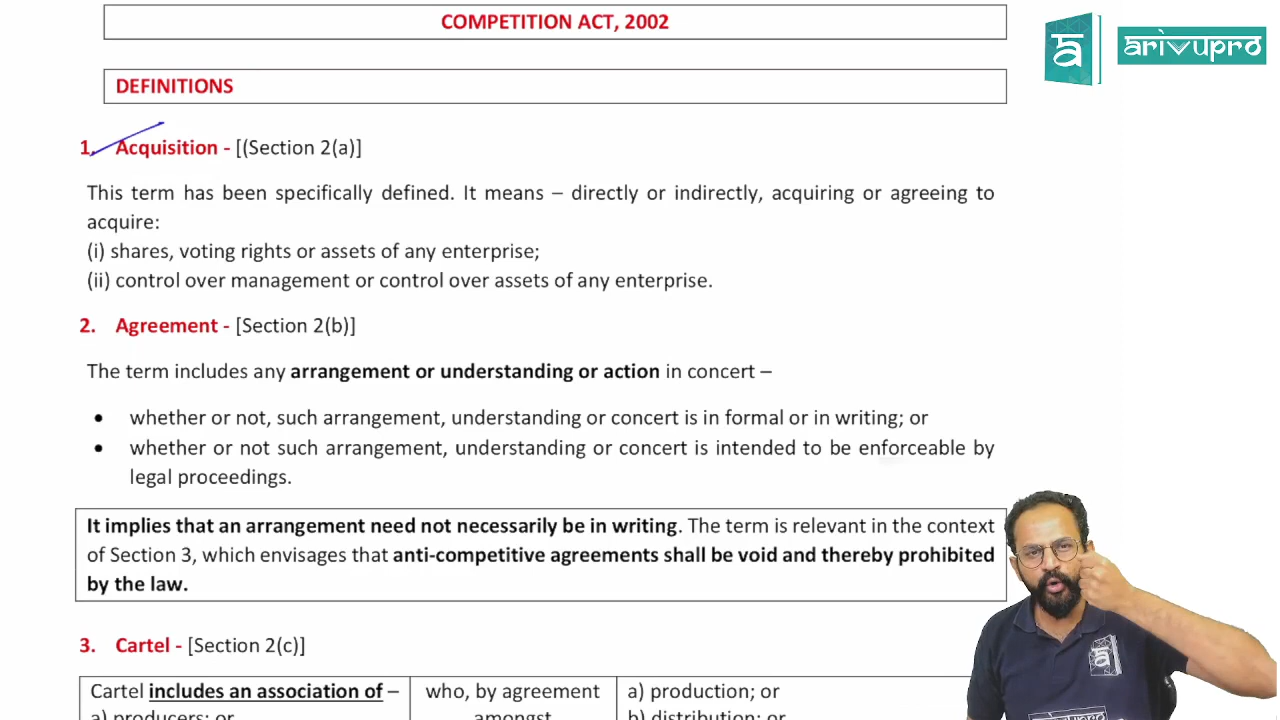 COMPETITION ACT, 2002
arivupro
DEFINITIONS
1. Acquisition - [(Section 2(a)]
This term has been specifically defined. It means – directly or indirectly, acquiring or agreeing to
acquire:
(i) shares, voting rights or assets of any enterprise;
(ii) control over management or control over assets of any enterprise.
2. Agreement - [Section 2(b)]
The term includes any arrangement or understanding or action in concert –
• whether or not, such arrangement, understanding or concert is in formal or in writing; or
• whether or not such arrangement, understanding or concert is intended to be enforceable by
legal proceedings.
It implies that an arrangement need not necessarily be in writing. The term is relevant in the context
of Section 3, which envisages that anti-competitive agreements shall be void and thereby prohibited
by the law.
3. Cartel - [Section 2(c)]
Cartel includes an association of –
a) producers; or
who, by agreement
amongst
a) production; or
b) distribution; or